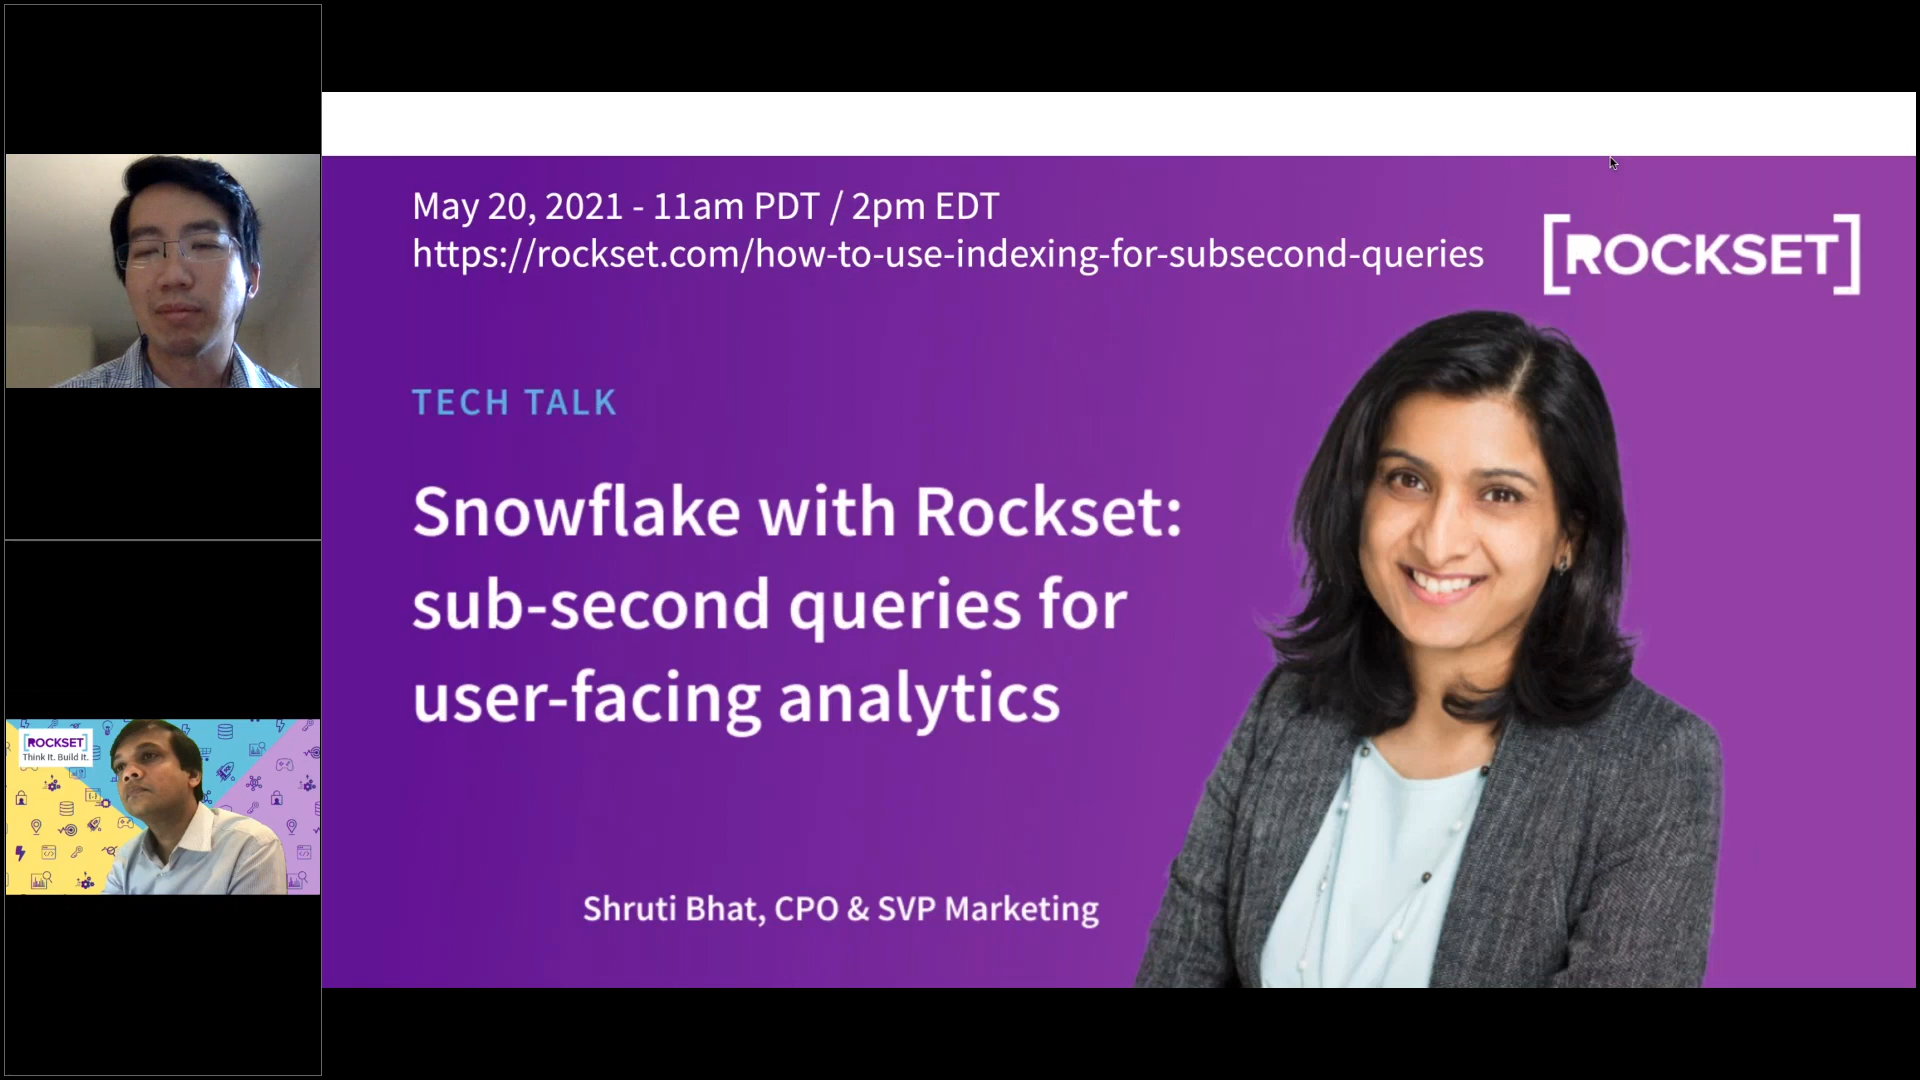 May 20, 2021 - 11am PDT / 2pm EDT
https://rockset.com/how-to-use-indexing-for-subsecond-queries
[ROCKSET]
TECH TALK
Snowflake with Rockset:
sub-second queries for
user-facing analytics
Shruti Bhat, CPO & SVP Marketing
[ROCKSET]
Think It. Build It.